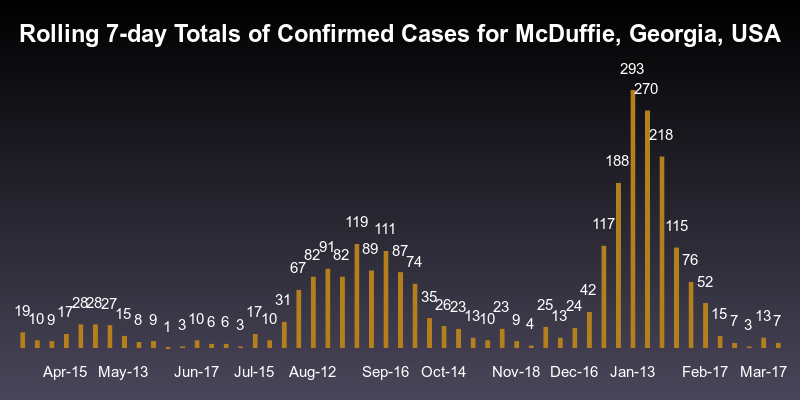 Rolling 7-day Totals of Confirmed Cases for McDuffie, Georgia, USA
19 10 9 17 28 28 27 15 8 9 1 3 10 6 6 3 17 10 31 67 82 91 82 119 89 111 87 74 35 26 23 13 10 23 9 4 25 13 24 42 117 188 293 270 218 115 76 52 15 7 3 13 7
Apr-15 May-13 Jun-17 Jul-15 Aug-12 Sep-16 Oct-14 Nov-18 Dec-16 Jan-13 Feb-17 Mar-17